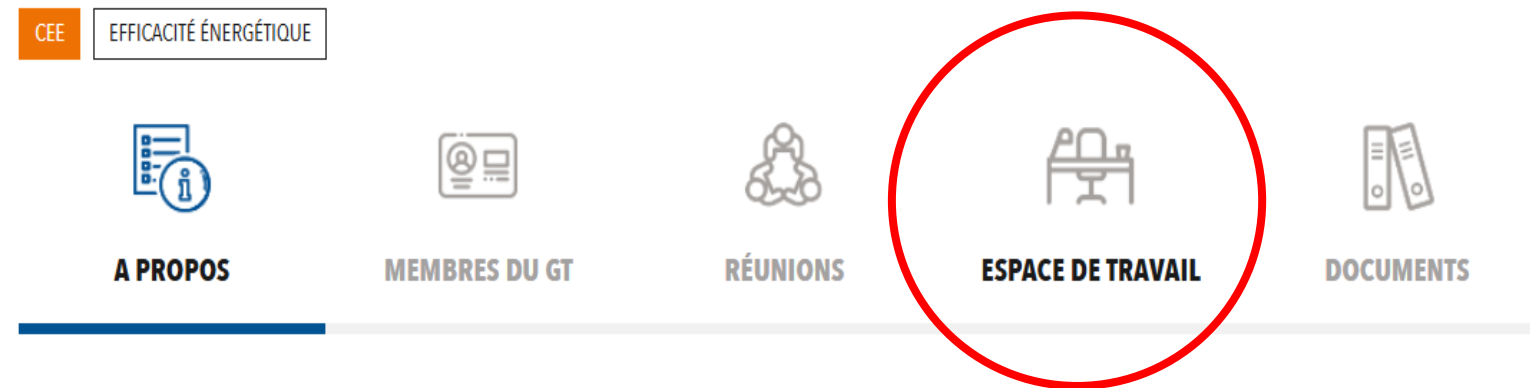 CEE EFFICACITÉ ÉNERGÉTIQUE
A PROPOS MEMBRES DU GT RÉUNIONS ESPACE DE TRAVAIL DOCUMENTS